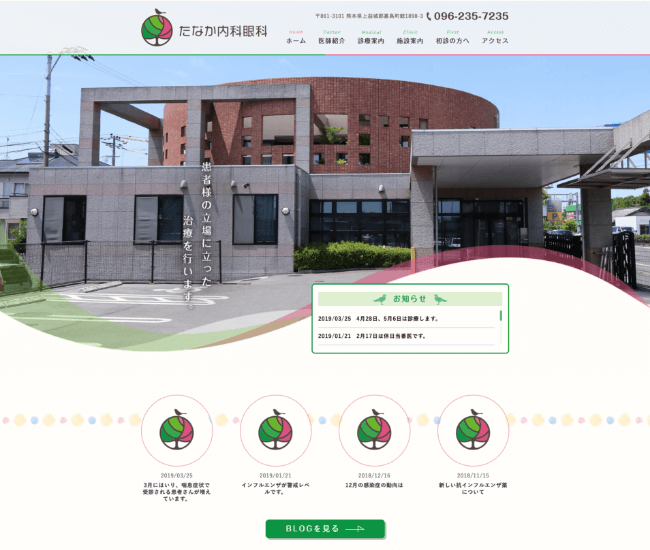 たなか内科眼科
〒861-3101 熊本県上益城郡嘉島町鯰1858-3
096-235-7235
Home
Doctor
Medical
Clinic
First
Access
ホーム
医師紹介
診療案内
施設案内
初診の方へ
アクセス
患者様の立場に立った
治療を行います。
お知らせ
2019/03/25 4月28日、5月6日は診療します。
2019/01/21 2月17日は休日当番医です。
2019/03/25
3月にはいり、喘息症状で
受診される患者さんが増え
ています。
2019/01/21
インフルエンザが警戒レベ
ルです。
2018/12/16
12月の感染症の動向は
2018/11/15
新しい抗インフルエンザ薬
について
BLOGを見る